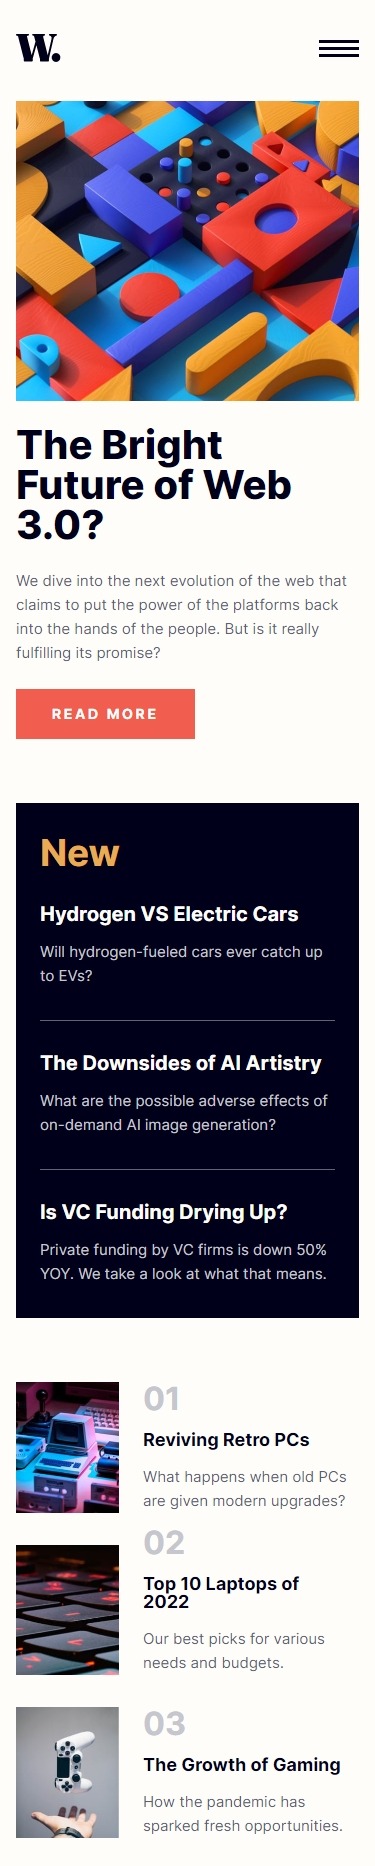 W.
The Bright
Future of Web
3.0?
We dive into the next evolution of the web that
claims to put the power of the platforms back
into the hands of the people. But is it really
fulfilling its promise?
READ MORE
New
Hydrogen VS Electric Cars
Will hydrogen-fueled cars ever catch up
to EVs?
The Downsides of AI Artistry
What are the possible adverse effects of
on-demand AI image generation?
Is VC Funding Drying Up?
Private funding by VC firms is down 50%
YOY. We take a look at what that means.
01
Reviving Retro PCs
What happens when old PCs
are given modern upgrades?
02
Top 10 Laptops of
2022
Our best picks for various
needs and budgets.
03
The Growth of Gaming
How the pandemic has
sparked fresh opportunities.